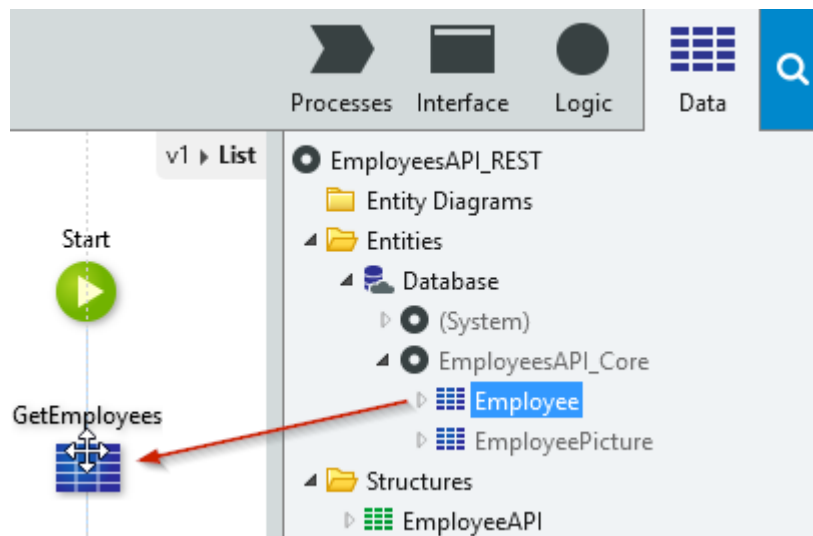 Processes Interface Logic Data
v1 ▸ List
EmployeesAPI_REST
Entity Diagrams
Start
Entities
Database
(System)
EmployeesAPI_Core
Employee
GetEmployees
EmployeePicture
Structures
EmployeeAPI